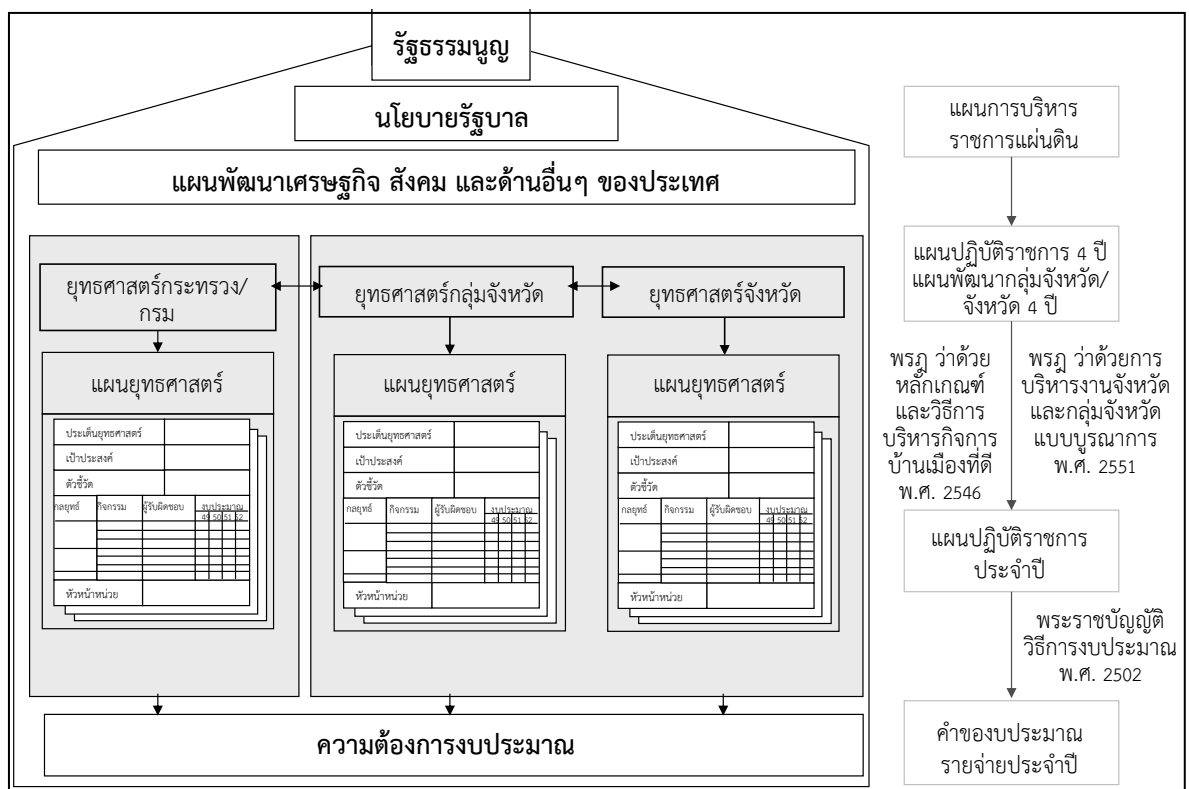 รัฐธรรมนูญ
นโยบายรัฐบาล
แผนพัฒนาเศรษฐกิจ สังคม และด้านอื่นๆ ของประเทศ
ยุทธศาสตร์กระทรวง/
กรม
ยุทธศาสตร์กลุ่มจังหวัด
ยุทธศาสตร์จังหวัด
แผนยุทธศาสตร์
ประเด็นยุทธศาสตร์
เป้าประสงค์
ตัวชี้วัด
กลยุทธ์ กิจกรรม ผู้รับผิดชอบ งบประมาณ
49 50 51 52
หัวหน้าหน่วย
แผนยุทธศาสตร์
ประเด็นยุทธศาสตร์
เป้าประสงค์
ตัวชี้วัด
กลยุทธ์ กิจกรรม ผู้รับผิดชอบ งบประมาณ
49 50 51 52
หัวหน้าหน่วย
แผนยุทธศาสตร์
ประเด็นยุทธศาสตร์
เป้าประสงค์
ตัวชี้วัด
กลยุทธ์ กิจกรรม ผู้รับผิดชอบ งบประมาณ
49 50 51 52
หัวหน้าหน่วย
ความต้องการงบประมาณ
แผนการบริหาร
ราชการแผ่นดิน
แผนปฏิบัติราชการ 4 ปี
แผนพัฒนากลุ่มจังหวัด/
จังหวัด 4 ปี
พรฎ ว่าด้วย
หลักเกณฑ์
และวิธีการ
บริหารกิจการ
บ้านเมืองที่ดี
พ.ศ. 2546
พรฎ ว่าด้วยการ
บริหารงานจังหวัด
และกลุ่มจังหวัด
แบบบูรณาการ
พ.ศ. 2551
แผนปฏิบัติราชการ
ประจำปี
พระราชบัญญัติ
วิธีการงบประมาณ
พ.ศ. 2502
คำของบประมาณ
รายจ่ายประจำปี